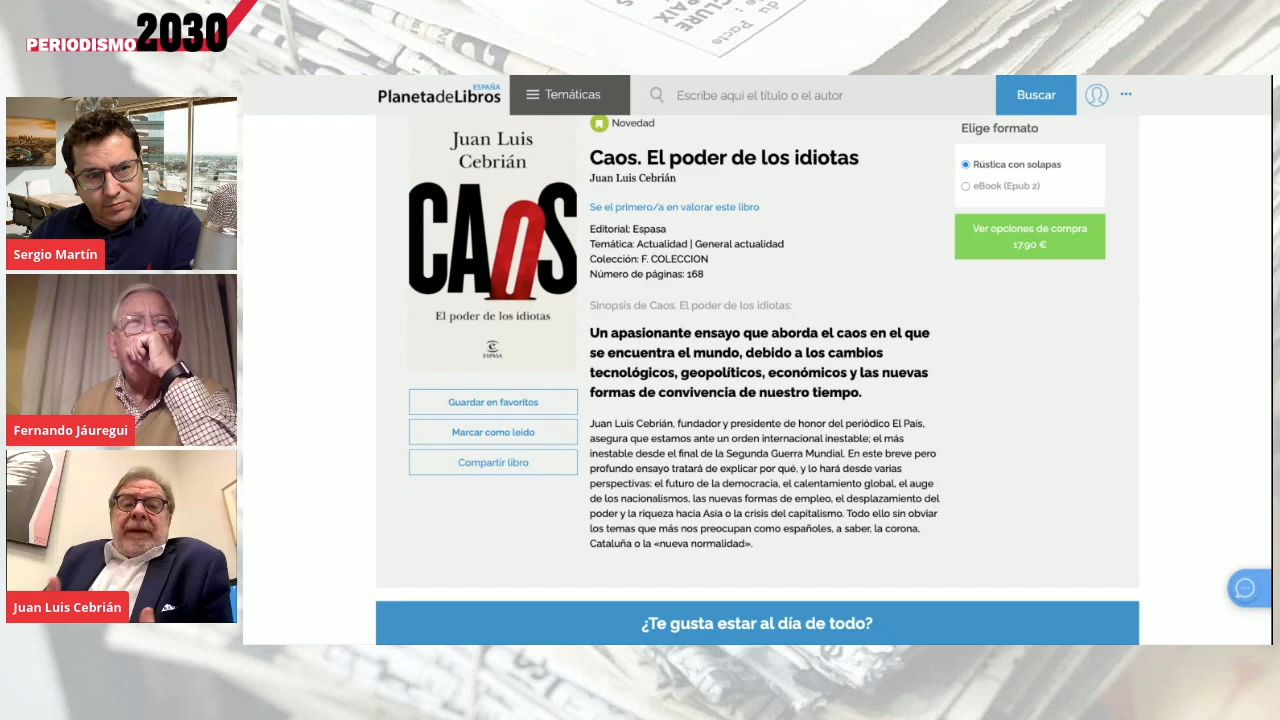 PERIODISMO 2030
Sergio Martín
Fernando Jáuregui
Juan Luis Cebrián
ESPAÑA
PlanetadeLibros
Temáticas
Escribe aquí el título o el autor
Buscar
Juan Luis
Cebrián
CAOS
El poder de los idiotas
ESPASA
Guardar en favoritos
Marcar como leído
Compartir libro
Novedad
Caos. El poder de los idiotas
Juan Luis Cebrián
Se el primero/a en valorar este libro
Editorial: Espasa
Temática: Actualidad | General actualidad
Colección: F. COLECCION
Número de páginas: 168
Sinopsis de Caos. El poder de los idiotas:
Un apasionante ensayo que aborda el caos en el que
se encuentra el mundo, debido a los cambios
tecnológicos, geopolíticos, económicos y las nuevas
formas de convivencia de nuestro tiempo.
Juan Luis Cebrián, fundador y presidente de honor del periódico El País,
asegura que estamos ante un orden internacional inestable; el más
inestable desde el final de la Segunda Guerra Mundial. En este breve pero
profundo ensayo tratará de explicar por qué, y lo hará desde varias
perspectivas: el futuro de la democracia, el calentamiento global, el auge
de los nacionalismos, las nuevas formas de empleo, el desplazamiento del
poder y la riqueza hacia Asia o la crisis del capitalismo. Todo ello sin obviar
los temas que más nos preocupan como españoles, a saber, la corona,
Cataluña o la «nueva normalidad».
Elige formato
Rústica con solapas
eBook (Epub 2)
Ver opciones de compra
17,90 €
¿Te gusta estar al día de todo?